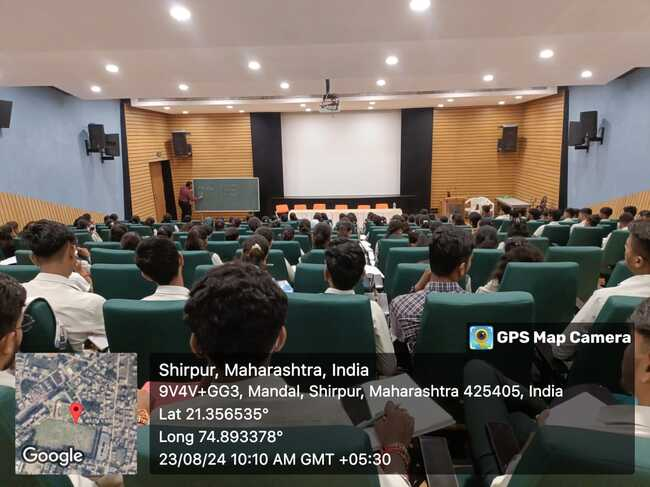 GPS Map Camera
Shirpur, Maharashtra, India
9V4V+GG3, Mandal, Shirpur, Maharashtra 425405, India
Lat 21.356535°
Long 74.893378°
23/08/24 10:10 AM GMT +05:30
Google